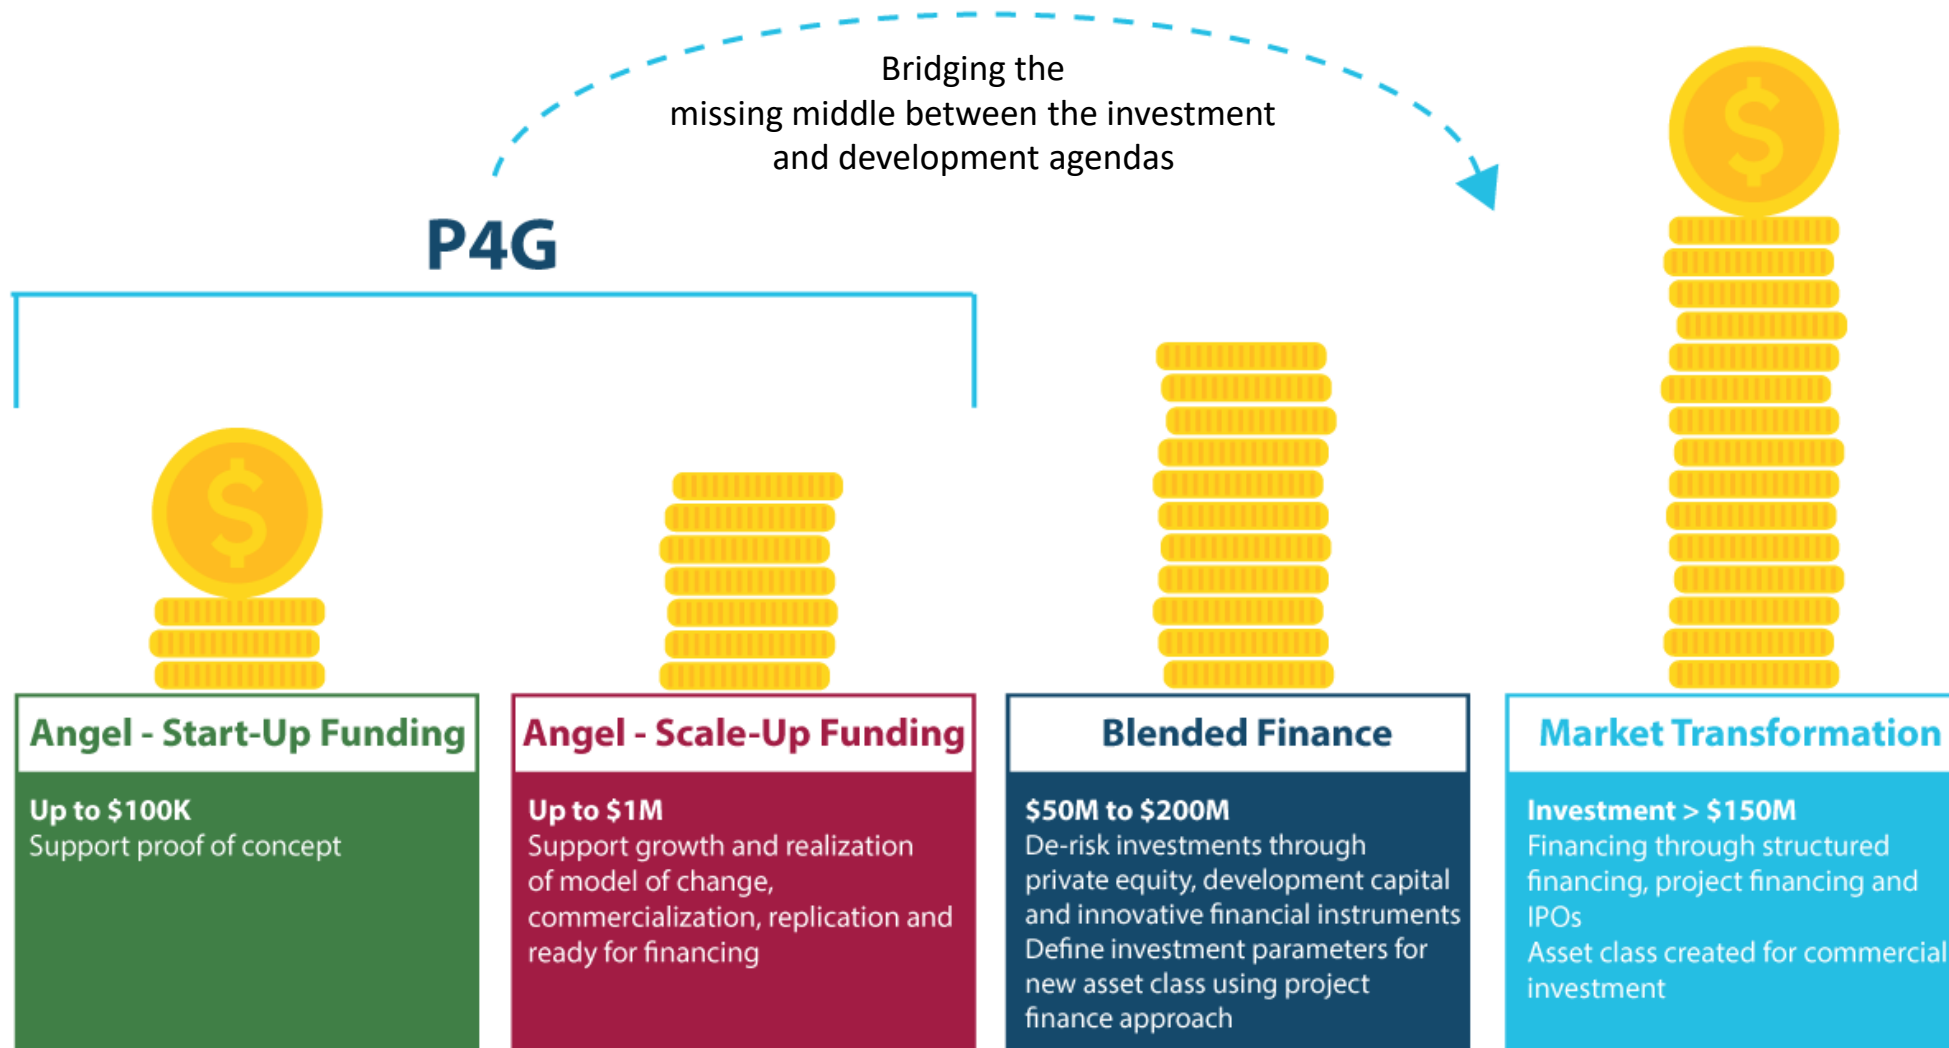 Bridging the
missing middle between the investment
and development agendas
P4G
$
$
Angel - Start-Up Funding
Up to $100K
Support proof of concept
Angel - Scale-Up Funding
Up to $1M
Support growth and realization
of model of change,
commercialization, replication and
ready for financing
Blended Finance
$50M to $200M
De-risk investments through
private equity, development capital
and innovative financial instruments
Define investment parameters for
new asset class using project
finance approach
Market Transformation
Investment > $150M
Financing through structured
financing, project financing and
IPOs
Asset class created for commercial
investment